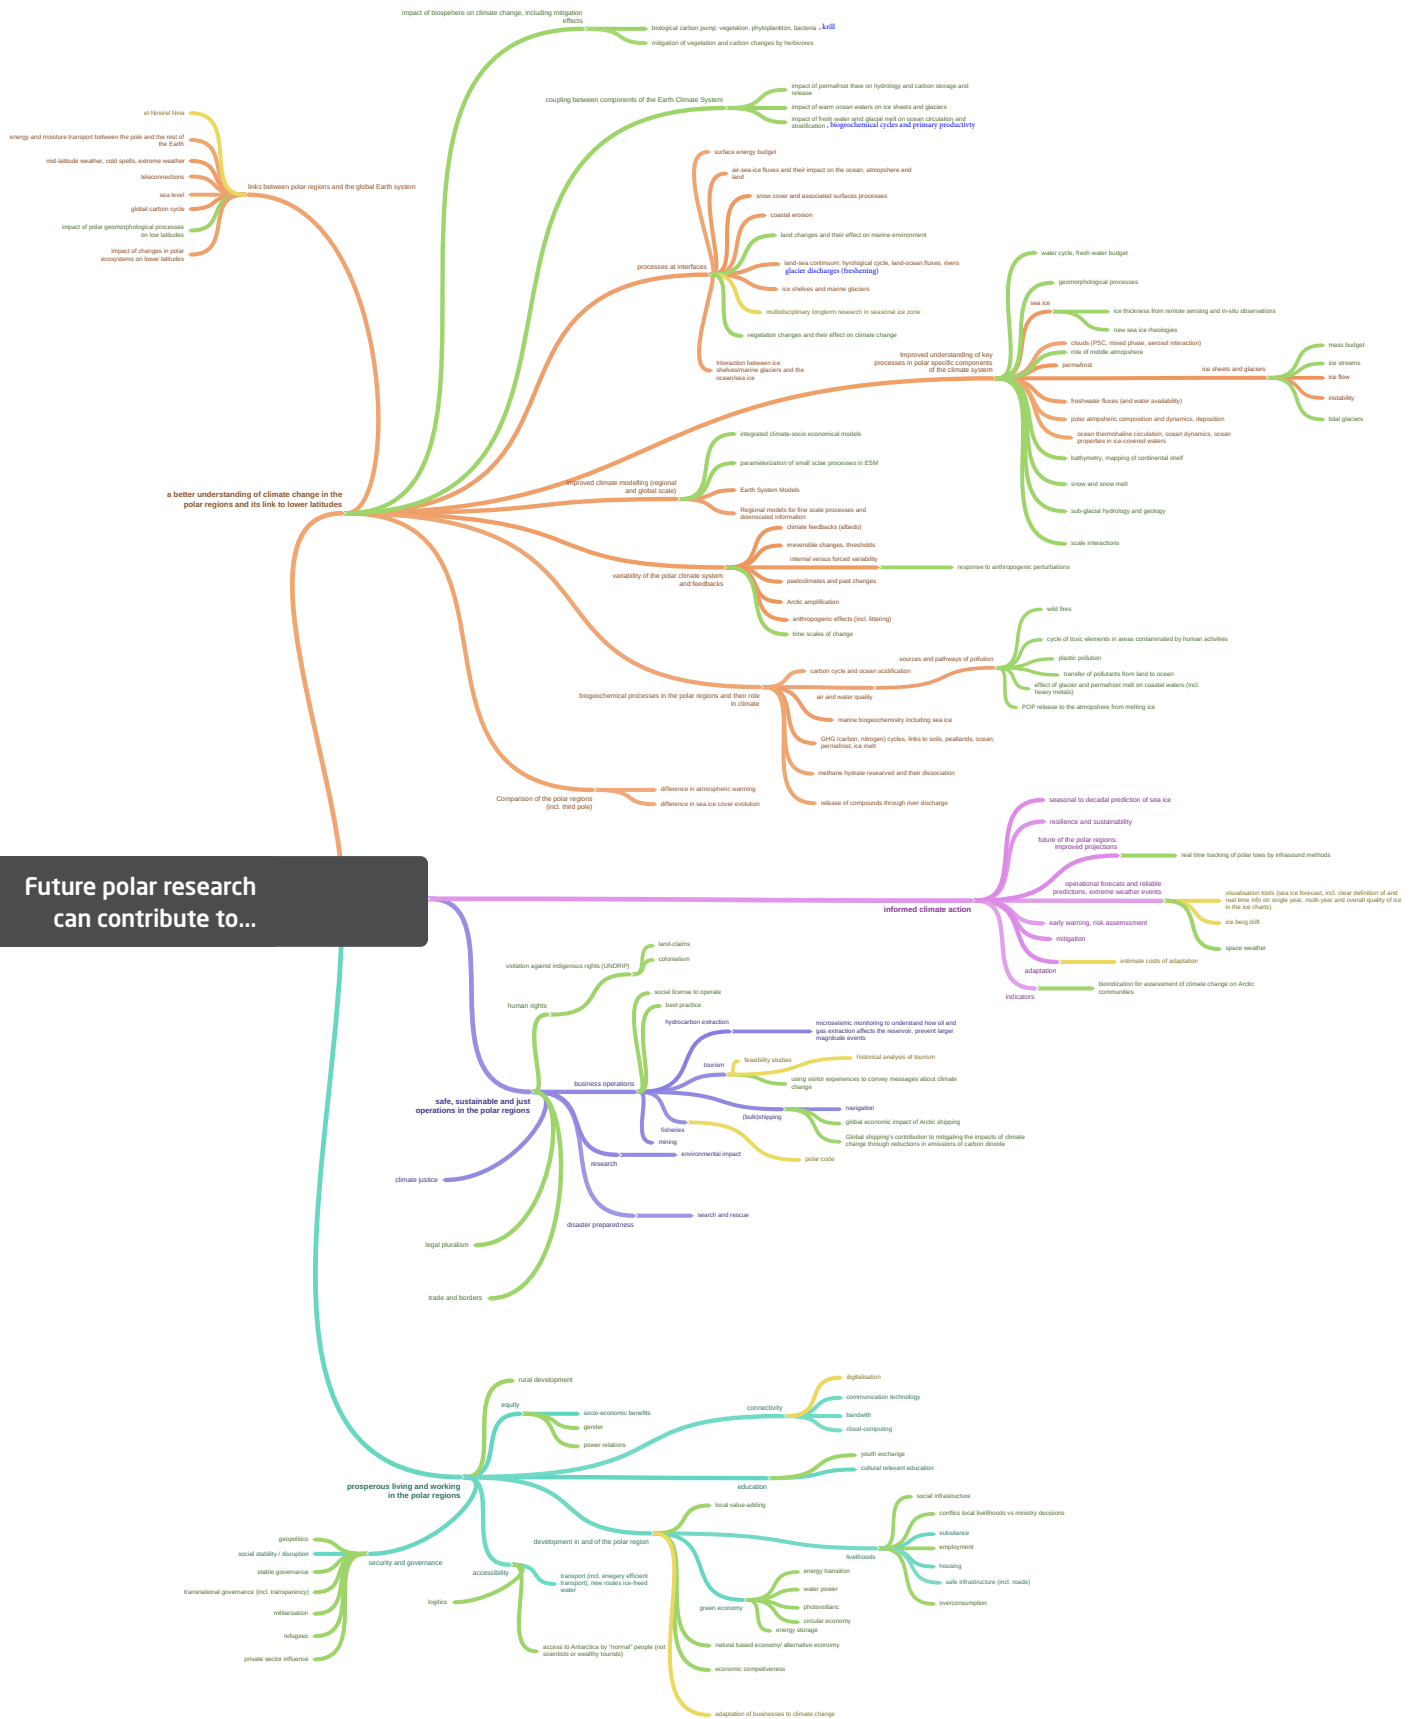 impact of biospehere on climate change, including mitigation
effects
biological carbon pump: vegetation, phytoplankton, bacteria , krill
mitigation of vegetation and carbon changes by herbivores
coupling between components of the Earth Climate System
impact of permafrost thaw on hydrology and carbon storage and
release
impact of warm ocean waters on ice sheets and glaciers
impact of fresh water amd glacial melt on ocean circulation and
stratification , biogeochemical cycles and primary productivty
el Nino/el Nina
energy and moisture transport between the pole and the rest of
the Earth
mid-latitude weather, cold spells, extreme weather
teleconnections
sea level
global carbon cycle
impact of polar geomorphological processes
on low latitudes
impact of changes in polar
ecosystems on lower latitudes
links between polar regions and the global Earth system
processes at interfaces
surface energy budget
air-sea-ice fluxes and their impact on the ocean, atmopshere and
land
snow cover and associated surfaces processes
coastal erosion
land changes and their effect on marine environment
land-sea continuum: hyrological cycle, land-ocean fluxes, rivers
glacier discharges (freshening)
ice shelves and marine glaciers
multidisciplinary longterm research in seasonal ice zone
vegetation changes and their effect on climate change
Interaction between ice
shelves/marine glaciers and the
ocean/sea ice
Improved understanding of key
processes in polar specific components
of the climate system
water cycle, fresh water budget
geomorphological processes
sea ice
ice thickness from remote sensing and in-situ observations
new sea ice rheologies
clouds (PSC, mixed phase, aerosol interaction)
role of middle atmopshere
permafrost
ice sheets and glaciers
mass budget
ice streams
ice flow
instability
tidal glaciers
freshwater fluxes (and water availability)
polar atmpsheric composition and dynamics, deposition
ocean thermohaline circulation, ocean dynamics, ocean
properties in ice-covered waters
bathymetry, mapping of continental shelf
snow and snow melt
sub-glacial hydrology and geology
scale interactions
a better understanding of climate change in the
polar regions and its link to lower latitudes
improved climate modelling (regional
and global scale)
integrated climate-socio economical models
parameterization of small sclae processes in ESM
Earth System Models
Regional models for fine scale processes and
downscaled information
variability of the polar climate system
and feedbacks
climate feedbacks (albedo)
irreversible changes, thresholds
internal versus forced variability
response to anthropogenic perturbations
paeloclimates and past changes
Arctic amplification
anthropogenic effects (incl. littering)
time scales of change
biogeochemical processes in the polar regions and their role
in climate
carbon cycle and ocean acidification
air and water quality
sources and pathways of pollution
wild fires
cycle of toxic elements in areas contaminated by human activities
plastic pollution
transfer of pollutants from land to ocean
effect of glacier and permafrost melt on coastal waters (incl.
heavy metals)
POP release to the atmopshere from melting ice
marine biogeochemistry including sea ice
GHG /carbon, nitrogen) cycles, links to soils, peatlands, ocean,
permafrost, ice melt
methane hydrate researved and their dissociation
release of compounds through river discharge
Comparison of the polar regions
(incl. third pole)
difference in atmospheric warming
difference in sea ice cover evolution
Future polar research
can contribute to...
informed climate action
seasonal to decadal prediction of sea ice
resilience and sustainability
future of the polar regions:
improved projections
real time tracking of polar lows by infrasound methods
operational forecats and reliable
predictions, extreme weather events
visualisation tools (sea ice forecast, incl. clear definition of and
real time info on single year, multi-year and overall quality of ice
in the ice charts)
ice berg drift
space weather
early warning, risk assemssment
mitigation
adaptation
estimate costs of adaptation
indicators
bioindication for assessment of climate change on Arctic
communities
safe, sustainable and just
operations in the polar regions
human rights
violation against indigenous rights (UNDRIP)
land-claims
colonialism
business operations
social license to operate
best practice
hydrocarbon extraction
microseismic monitoring to understand how oil and
gas extraction affects the reservoir, prevent larger
magnitude events
tourism
feasibility studies
historical analysis of tourism
using visitor experiences to convey messages about climate
change
(bulk)shipping
navigation
global economic impact of Arctic shipping
Global shipping's contribution to mitigating the impacts of climate
change through reductions in emissions of carbon dioxide
fisheries
polar code
mining
research
environmental impact
disaster preparedness
search and rescue
climate justice
legal pluralism
trade and borders
prosperous living and working
in the polar regions
rural development
equity
socio-economic benefits
gender
power relations
connectivity
digitalisation
communication technology
bandwith
cloud-computing
education
youth exchange
cultural relevant education
development in and of the polar region
local value-adding
livelihoods
social infrastructure
conflics local livelihoods vs ministry decisions
substance
employment
housing
safe infrastructure (incl. roads)
overconsumption
green economy
energy transition
water power
photovoltaric
circular economy
energy storage
natural based economy/ alternative economy
economic competiveness
adaptation of businesses to climate change
accessibility
transport (incl. enegery efficient
transport), new routes ice-freed
water
logitics
access to Antarctica by "normal" people (not
scientists or wealthy tourists)
security and governance
geopolitics
social stability / disruption
stable governance
transnational governance (incl. transparency)
militarisation
refugees
private sector influence